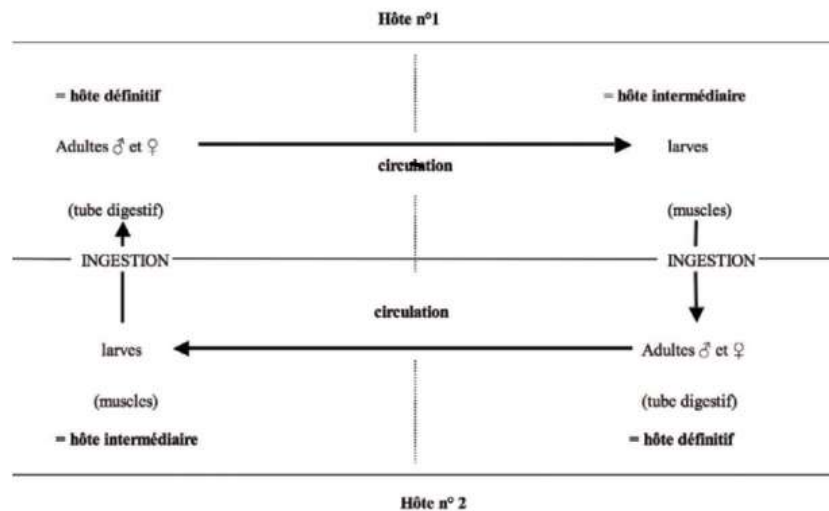 Hôte n°1
= hôte définitif
= hôte intermédiaire
Adultes ♂ et ♀
larves
circulation
(tube digestif)
(muscles)
INGESTION
INGESTION
circulation
larves
Adultes ♂ et ♀
(muscles)
(tube digestif)
= hôte intermédiaire
= hôte définitif
Hôte n° 2